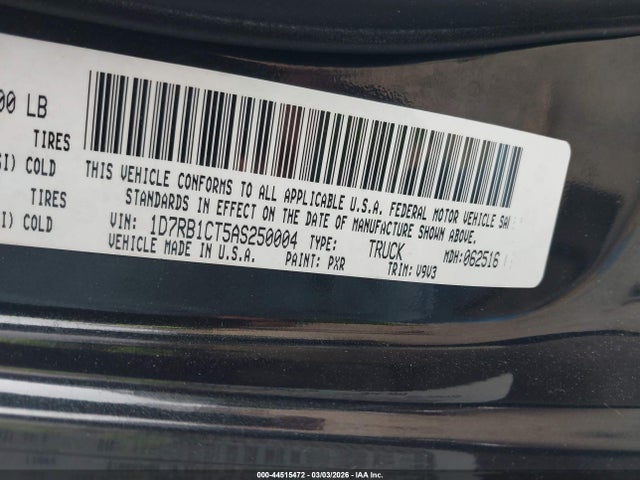 00 LB
TIRES
SI) COLD
TIRES
I) COLD
THIS VEHICLE CONFORMS TO ALL APPLICABLE U.S.A. FEDERAL MOTOR VEHICLE
STANDARDS IN EFFECT ON THE DATE OF MANUFACTURE SHOWN ABOVE.
VIN: 1D7RB1CT5AS250004 TYPE: TRUCK MDH:062516
VEHICLE MADE IN U.S.A. PAINT: PXR TRIM: V9V3
000-44515472 | 03/03/2026 | IAA Inc.